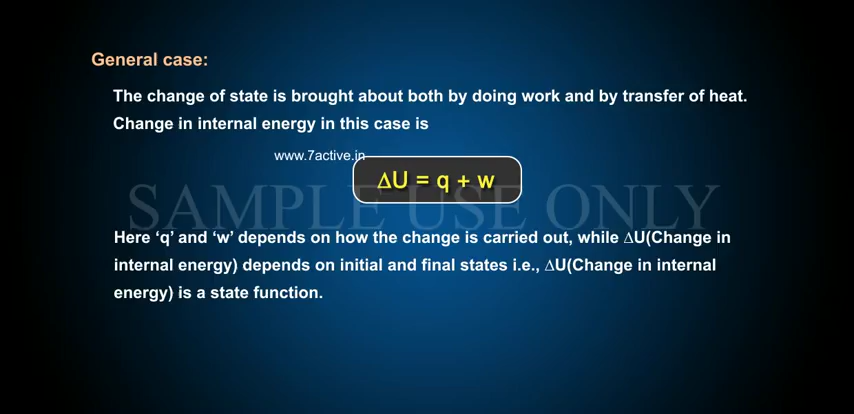 General case:
The change of state is brought about both by doing work and by transfer of heat.
Change in internal energy in this case is
www.7active.in
∆U = q + w
SAMPLE USE ONLY
Here ‘q’ and ‘w’ depends on how the change is carried out, while ∆U(Change in
internal energy) depends on initial and final states i.e., ∆U(Change in internal
energy) is a state function.